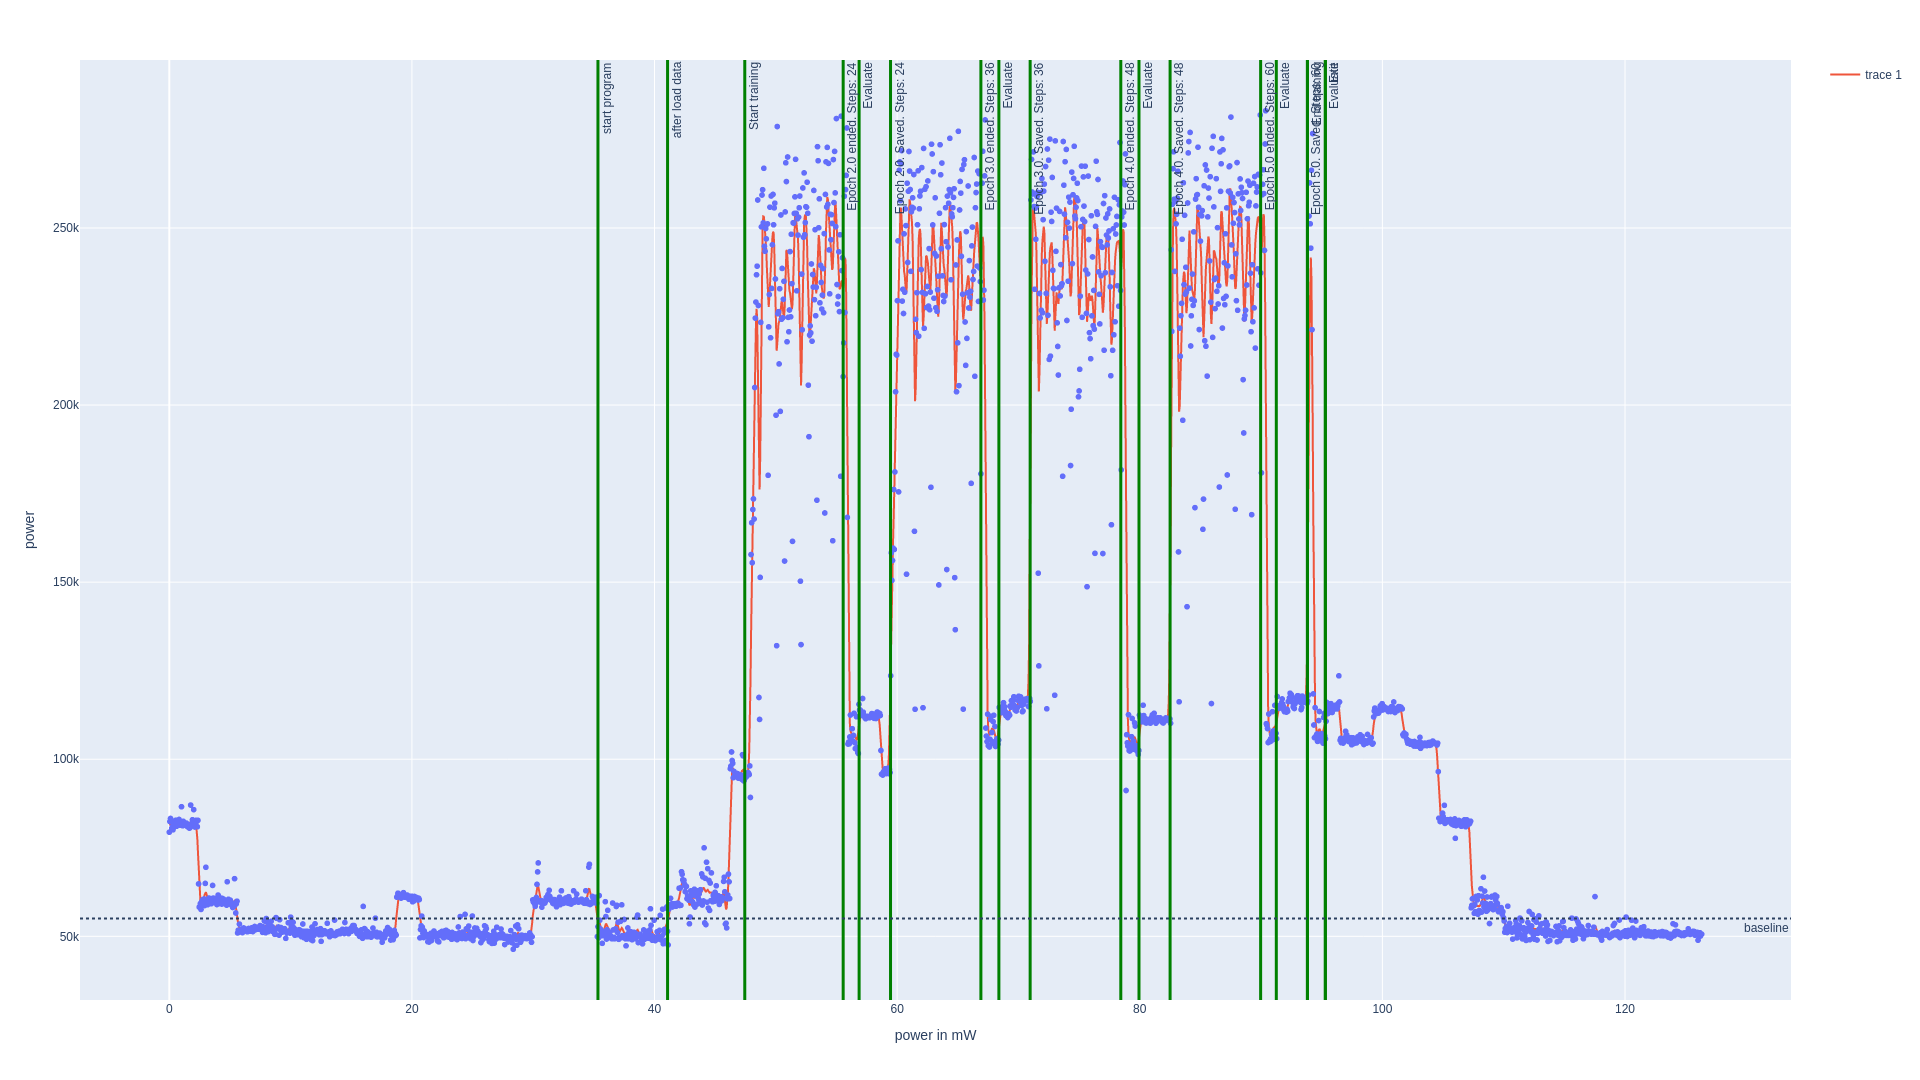 start program
after load data
Start training
Epoch 2.0 ended. Steps: 24
Evaluate
Epoch 2.0. Saved. Steps: 24
Epoch 3.0 ended. Steps: 36
Evaluate
Epoch 3.0. Saved. Steps: 36
Epoch 4.0 ended. Steps: 48
Evaluate
Epoch 4.0. Saved. Steps: 48
Epoch 5.0 ended. Steps: 60
Evaluate
Epoch 5.0. Saved. Steps: 60
Evaluate
trace 1
250k
200k
150k
100k
50k
power
baseline
0
20
40
60
80
100
120
power in mW